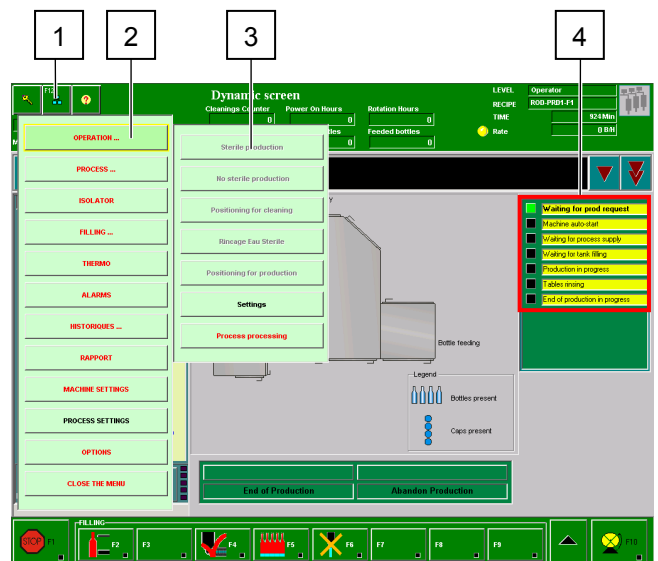 1
2
3
4
F12
?
Dynamic screen
Cleanings Counter
0
Power On Hours
0
Rotation Hours
0
Feeded bottles
0
0
LEVEL Operator
RECIPE ROD-PRD1-F1
TIME 924 Min
Rate 0 B/H
OPERATION ...
PROCESS ...
ISOLATOR
FILLING ...
THERMO
ALARMS
HISTORIQUES ...
RAPPORT
MACHINE SETTINGS
PROCESS SETTINGS
OPTIONS
CLOSE THE MENU
Sterile production
No sterile production
Positioning for cleaning
Rincage Eau Sterile
Positioning for production
Settings
Process processing
Waiting for prod request
Machine auto-start
Waiting for process supply
Waiting for tank filling
Production in progress
Tables rinsing
End of production in progress
Bottle feeding
Legend
Bottles present
Caps present
End of Production
Abandon Production
FILLING
STOP F1
F2
F3
F4
F5
F6
F7
F8
F9
F10